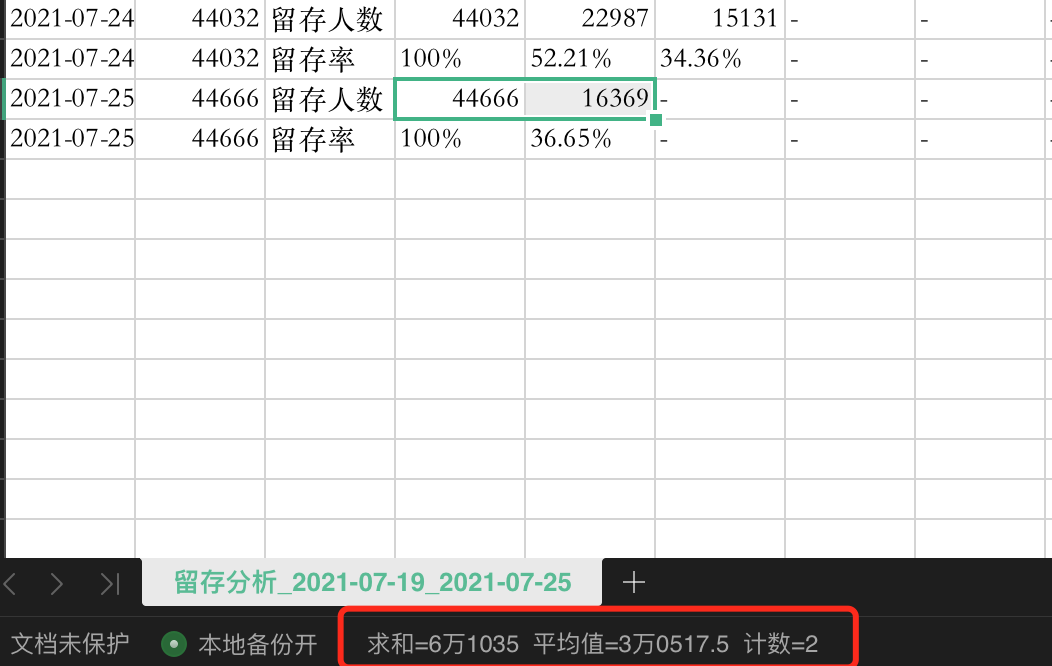 2021-07-24 44032 留存人数 44032 22987 15131 - -
2021-07-24 44032 留存率 100% 52.21% 34.36% - -
2021-07-25 44666 留存人数 44666 16369 - - -
2021-07-25 44666 留存率 100% 36.65% - - -
留存分析_2021-07-19_2021-07-25
文档未保护 本地备份开 求和=6万1035 平均值=3万0517.5 计数=2